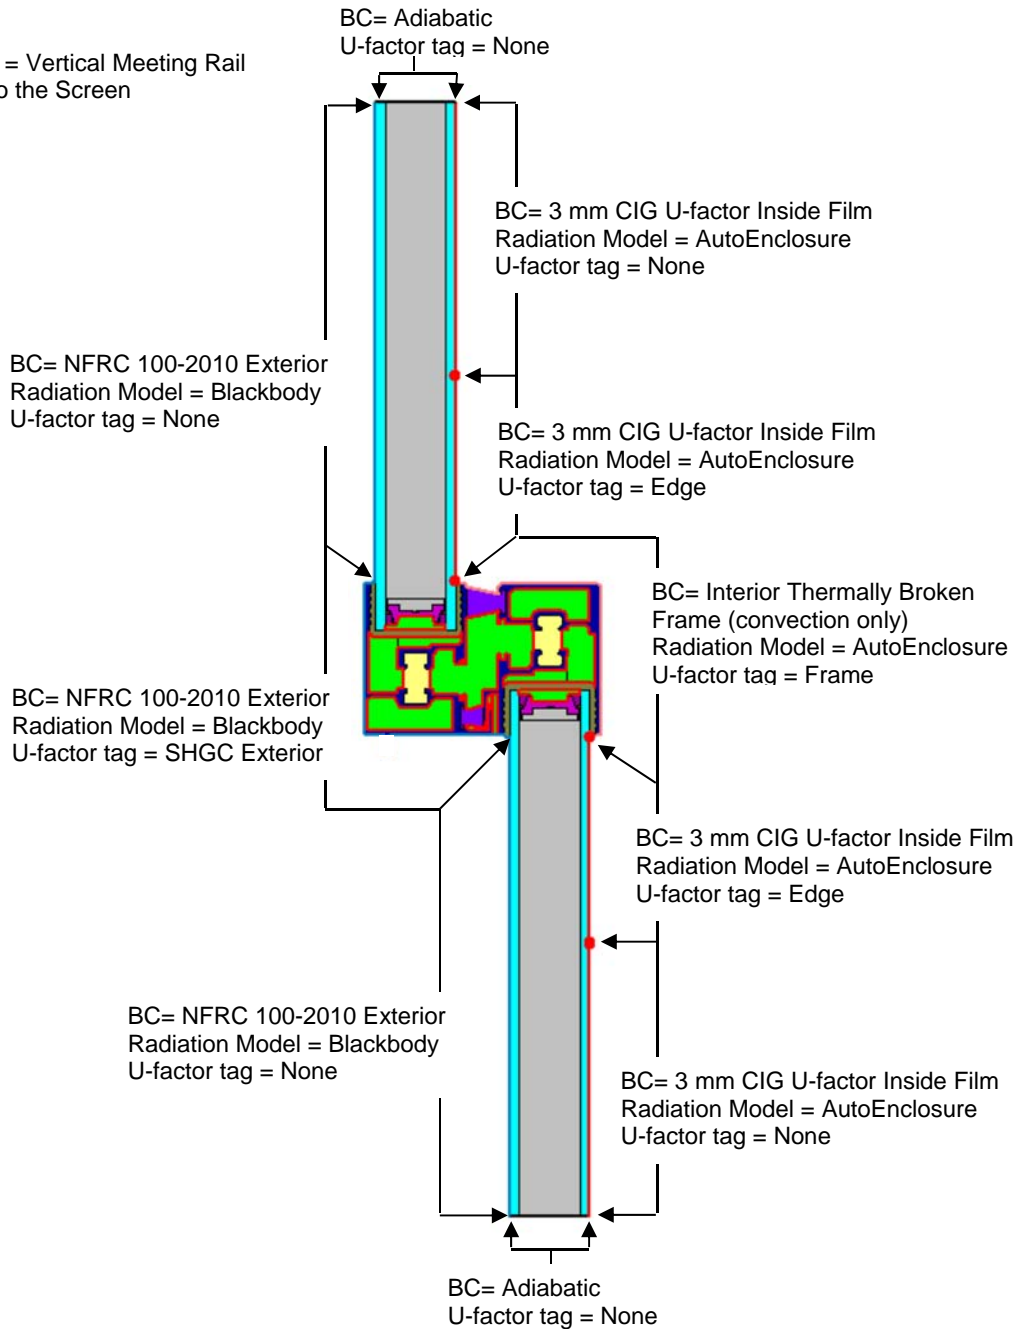 BC= Adiabatic
U-factor tag = None
= Vertical Meeting Rail
the Screen
BC= 3 mm CIG U-factor Inside Film
Radiation Model = AutoEnclosure
U-factor tag = None
BC= NFRC 100-2010 Exterior
Radiation Model = Blackbody
U-factor tag = None
BC= 3 mm CIG U-factor Inside Film
Radiation Model = AutoEnclosure
U-factor tag = Edge
BC= Interior Thermally Broken
Frame (convection only)
Radiation Model = AutoEnclosure
U-factor tag = Frame
BC= NFRC 100-2010 Exterior
Radiation Model = Blackbody
U-factor tag = SHGC Exterior
BC= 3 mm CIG U-factor Inside Film
Radiation Model = AutoEnclosure
U-factor tag = Edge
BC= NFRC 100-2010 Exterior
Radiation Model = Blackbody
U-factor tag = None
BC= 3 mm CIG U-factor Inside Film
Radiation Model = AutoEnclosure
U-factor tag = None
BC= Adiabatic
U-factor tag = None